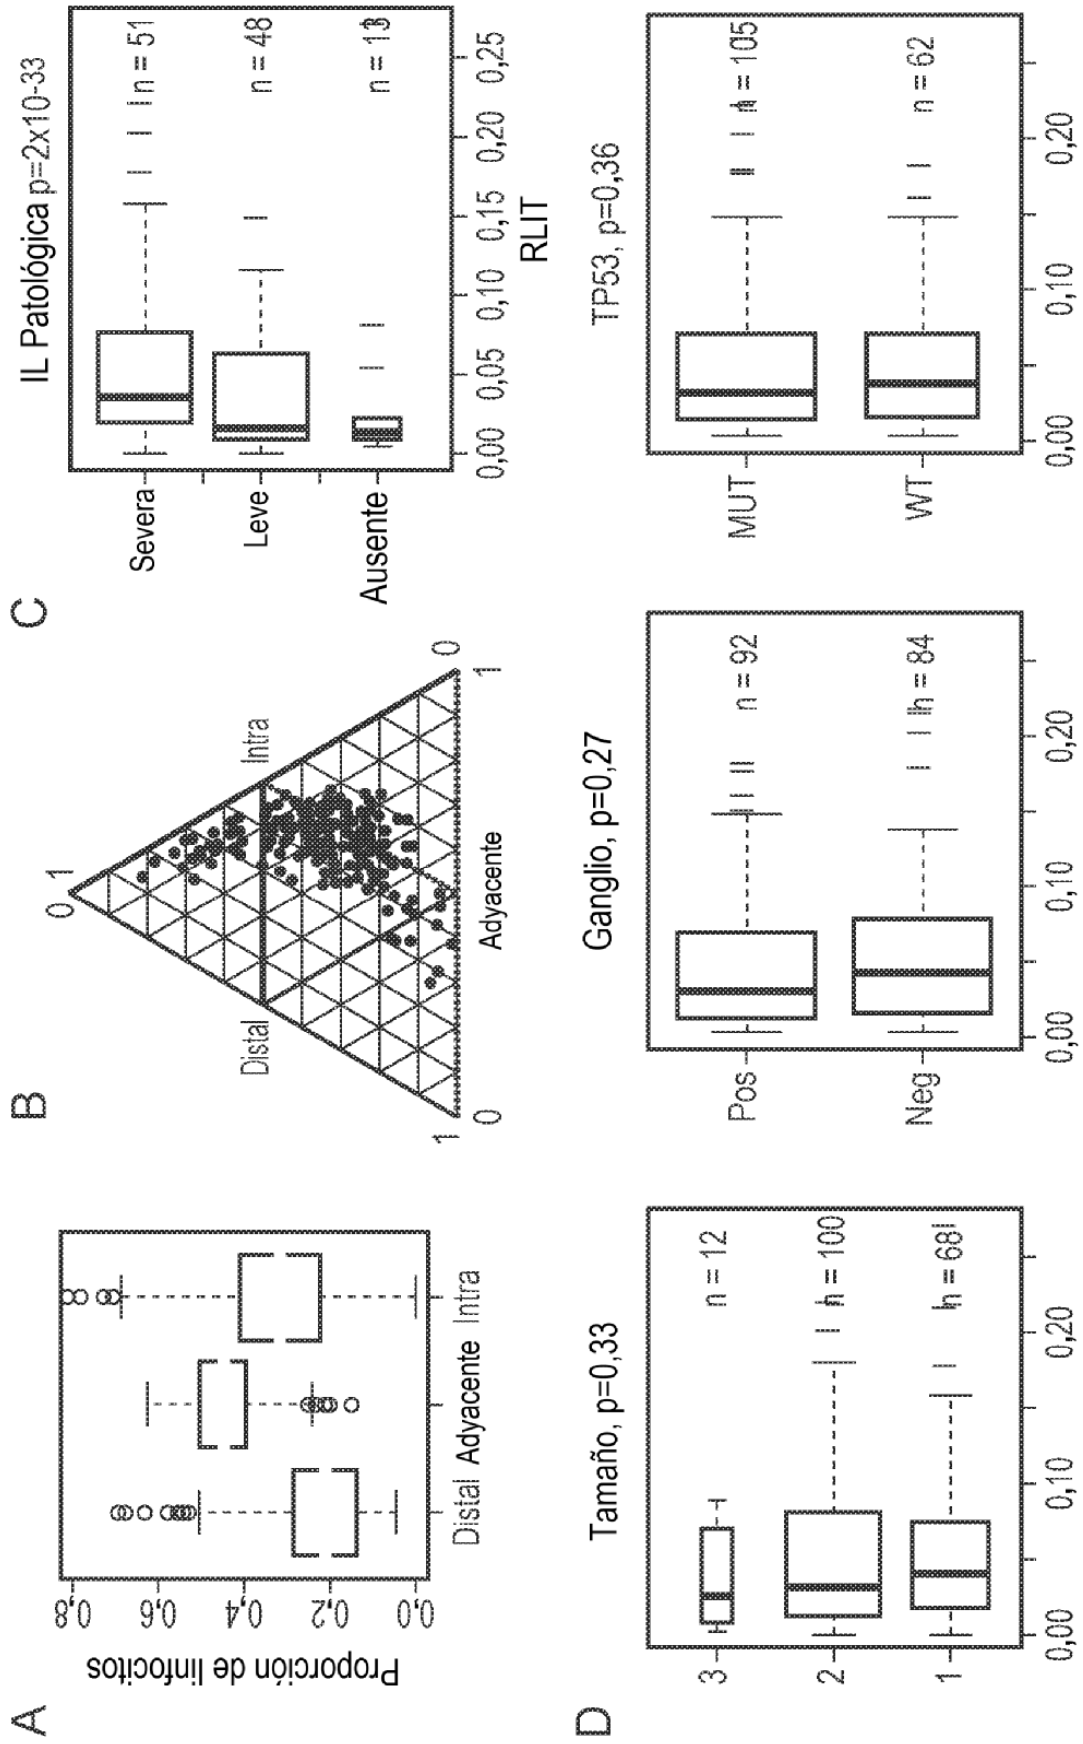 A
Proporción de linfocitos
0,8
0,6
0,4
0,2
0,0
Distal Adyacente Intra
B
0 1
Distal
Intra
1 0
Adyacente
0 1
C
IL Patológica p=2x10-33
Severa
n = 51
Leve
n = 48
Ausente
n = 13
0,00 0,05 0,10 0,15 0,20 0,25
RLIT
D
Tamaño, p=0,33
3
n = 12
2
n = 100
1
n = 68
0,00 0,10 0,20
Ganglio, p=0,27
Pos
n = 92
Neg
n = 84
0,00 0,10 0,20
TP53, p=0,36
MUT
n = 105
WT
n = 62
0,00 0,10 0,20